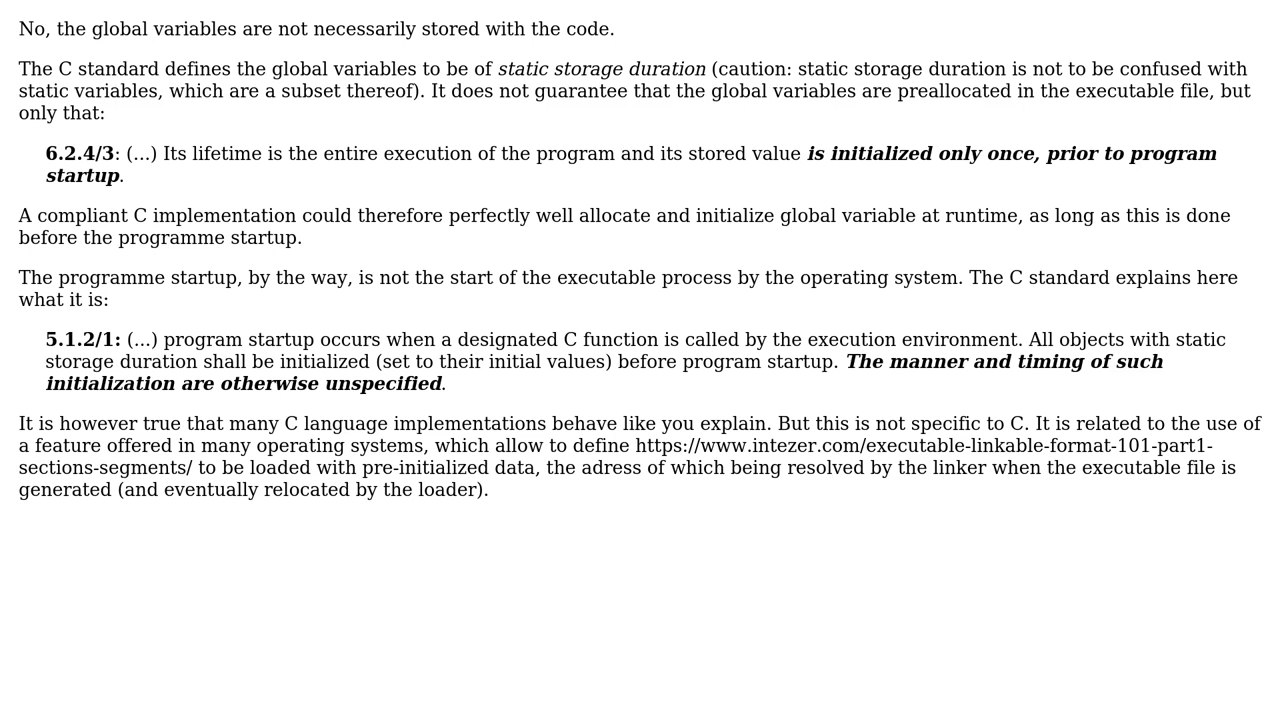 No, the global variables are not necessarily stored with the code.
The C standard defines the global variables to be of static storage duration (caution: static storage duration is not to be confused with
static variables, which are a subset thereof). It does not guarantee that the global variables are preallocated in the executable file, but
only that:
6.2.4/3: (...) Its lifetime is the entire execution of the program and its stored value is initialized only once, prior to program
startup.
A compliant C implementation could therefore perfectly well allocate and initialize global variable at runtime, as long as this is done
before the programme startup.
The programme startup, by the way, is not the start of the executable process by the operating system. The C standard explains here
what it is:
5.1.2/1: (...) program startup occurs when a designated C function is called by the execution environment. All objects with static
storage duration shall be initialized (set to their initial values) before program startup. The manner and timing of such
initialization are otherwise unspecified.
It is however true that many C language implementations behave like you explain. But this is not specific to C. It is related to the use of
a feature offered in many operating systems, which allow to define https://www.intezer.com/executable-linkable-format-101-part1-
sections-segments/ to be loaded with pre-initialized data, the adress of which being resolved by the linker when the executable file is
generated (and eventually relocated by the loader).